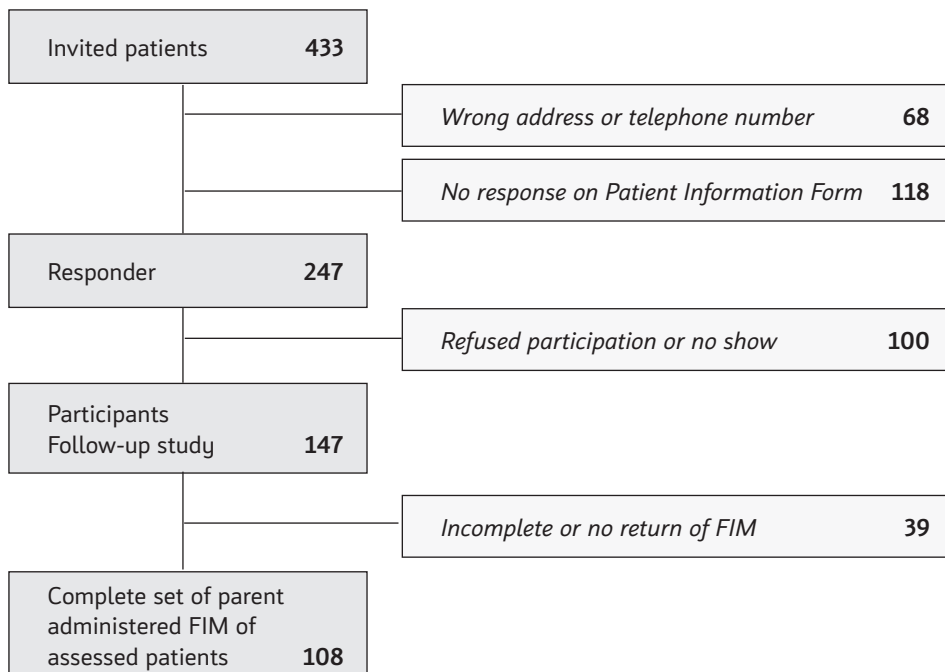 Invited patients 433
Wrong address or telephone number 68
No response on Patient Information Form 118
Responder 247
Refused participation or no show 100
Participants
Follow-up study 147
Incomplete or no return of FIM 39
Complete set of parent
administered FIM of
assessed patients 108